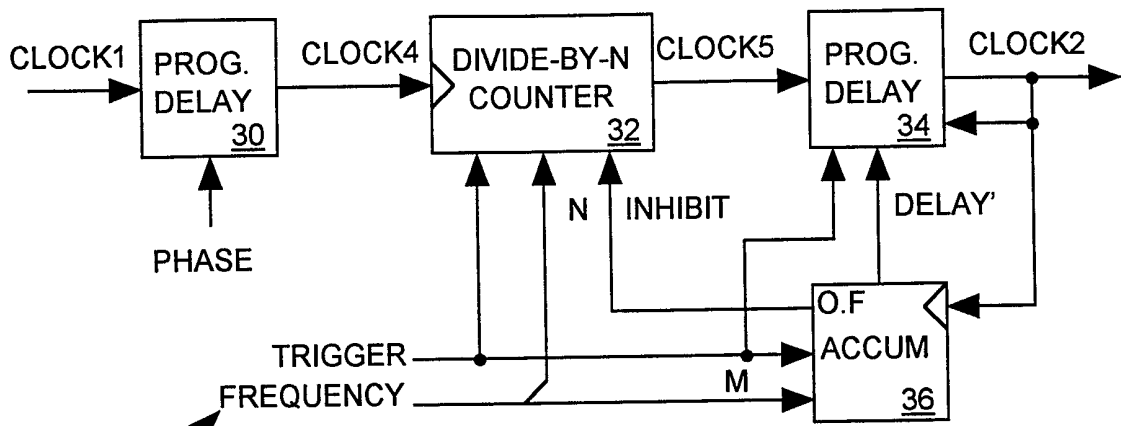 CLOCK1
PROG.
DELAY
30
CLOCK4
DIVIDE-BY-N
COUNTER
32
CLOCK5
PROG.
DELAY
34
CLOCK2
PHASE
N
INHIBIT
DELAY'
O.F
ACCUM
36
TRIGGER
FREQUENCY
M